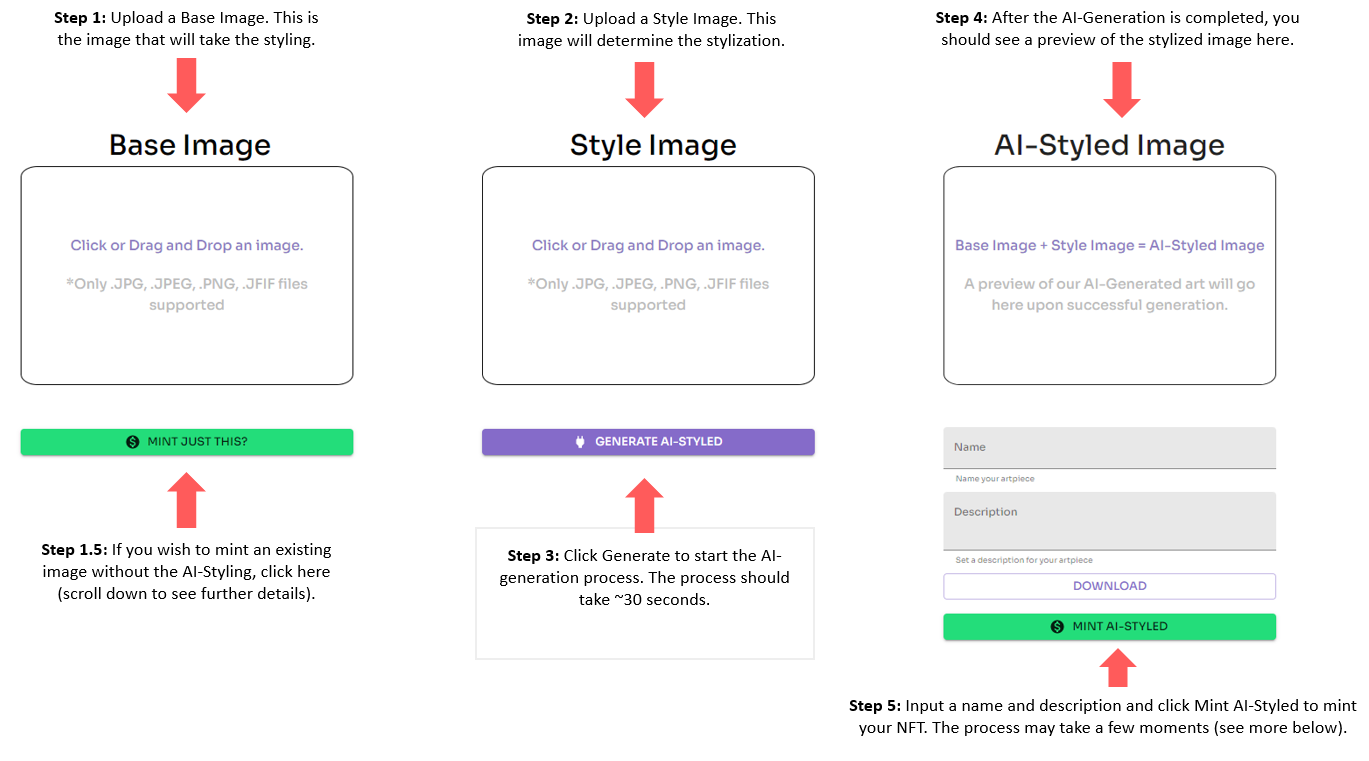 Step 1: Upload a Base Image. This is
the image that will take the styling.
Base Image
Click or Drag and Drop an image.
*Only .JPG, .JPEG, .PNG, .JFIF files
supported
MINT JUST THIS?
Step 1.5: If you wish to mint an existing
image without the AI-Styling, click here
(scroll down to see further details).
Step 2: Upload a Style Image. This
image will determine the stylization.
Style Image
Click or Drag and Drop an image.
*Only .JPG, .JPEG, .PNG, .JFIF files
supported
GENERATE AI-STYLED
Step 3: Click Generate to start the AI-
generation process. The process should
take ~30 seconds.
Step 4: After the AI-Generation is completed, you
should see a preview of the stylized image here.
AI-Styled Image
Base Image + Style Image = AI-Styled Image
A preview of our AI-Generated art will go
here upon successful generation.
Name
Name your artpiece
Description
Set a description for your artpiece
DOWNLOAD
MINT AI-STYLED
Step 5: Input a name and description and click Mint AI-Styled to mint
your NFT. The process may take a few moments (see more below).